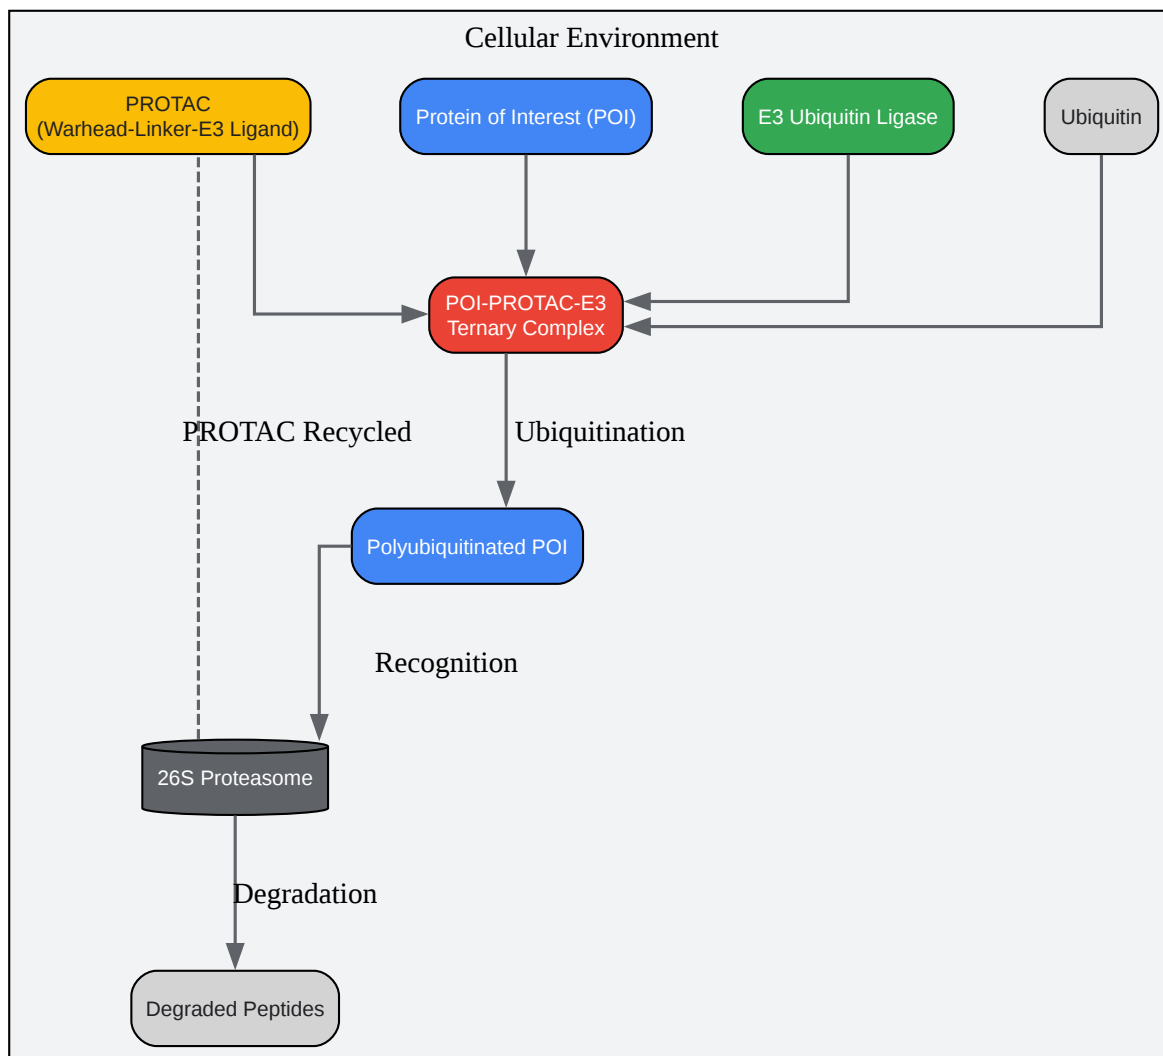 Cellular Environment
PROTAC
(Warhead-Linker-E3 Ligand)
Protein of Interest (POI)
E3 Ubiquitin Ligase
Ubiquitin
POI-PROTAC-E3
Ternary Complex
PROTAC Recycled
Ubiquitination
Polyubiquitinated POI
Recognition
26S Proteasome
Degradation
Degraded Peptides